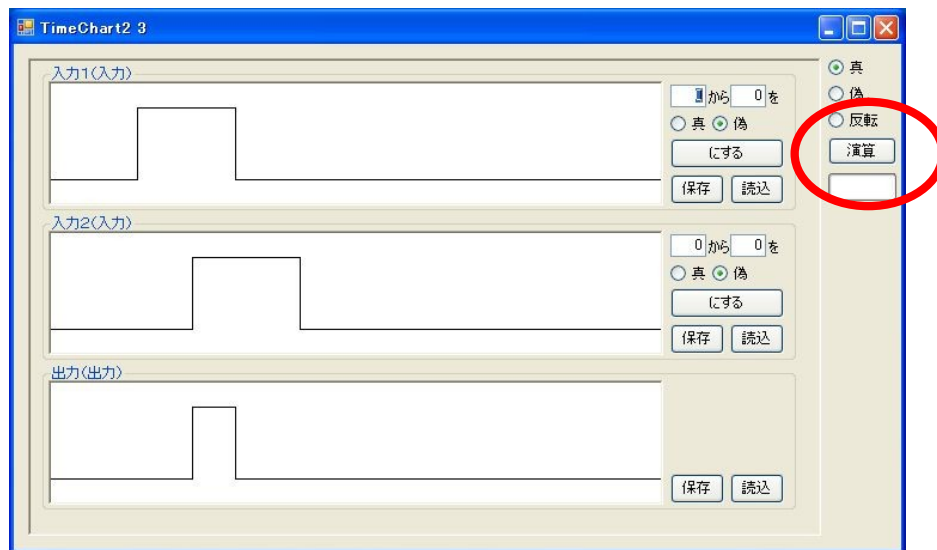 TimeChart2 3
入力1(入力)
から 0 を
真 偽
にする
保存 読込
入力2(入力)
0 から 0 を
真 偽
にする
保存 読込
出力(出力)
保存 読込
真
偽
反転
演算